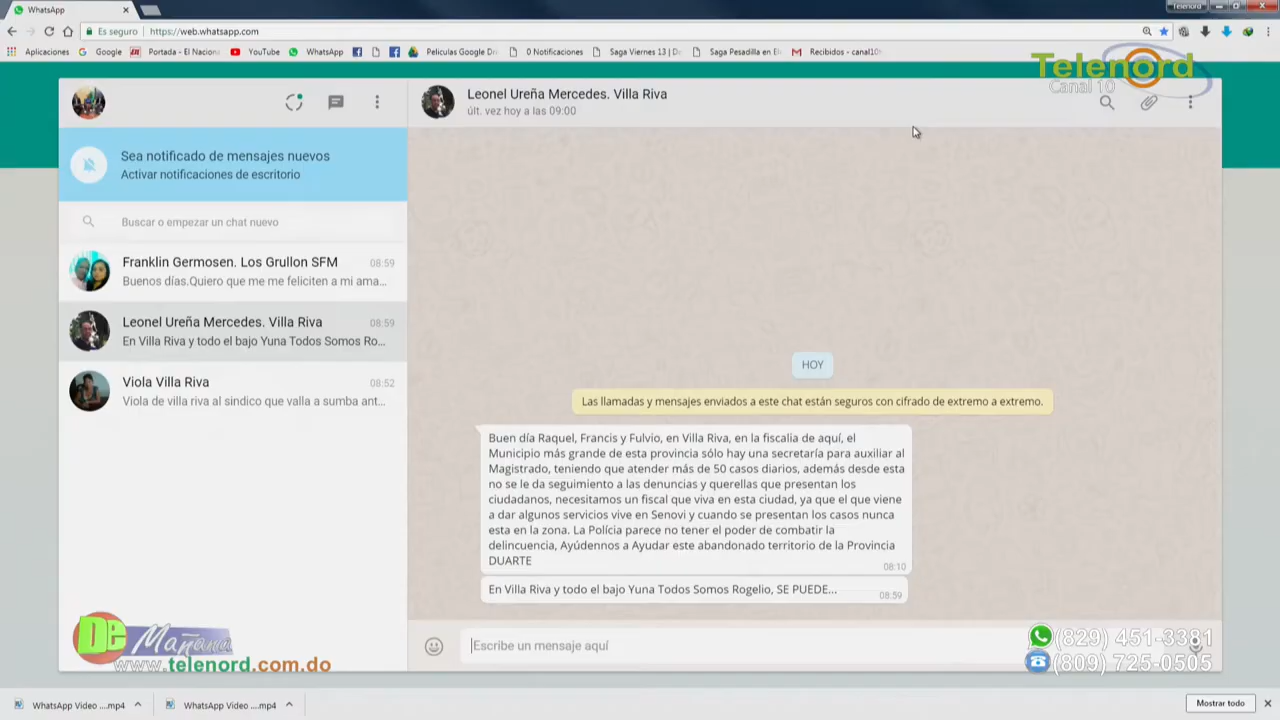 WhatsApp
Telenord
Es seguro
https://web.whatsapp.com
Aplicaciones
Google
Portada - El Nacion
YouTube
WhatsApp
Peliculas Google Dri
0 Notificaciones
Saga Viernes 13 | De
Saga Pesadilla en El
Recibidos - canal10
Telenord
Canal 10
Leonel Ureña Mercedes. Villa Riva
últ. vez hoy a las 09:00
Sea notificado de mensajes nuevos
Activar notificaciones de escritorio
Buscar o empezar un chat nuevo
Franklin Germosen. Los Grullon SFM
08:59
Buenos días.Quiero que me me feliciten a mi ama...
Leonel Ureña Mercedes. Villa Riva
08:59
En Villa Riva y todo el bajo Yuna Todos Somos Ro...
Viola Villa Riva
08:52
Viola de villa riva al sindico que valla a sumba ant...
HOY
Las llamadas y mensajes enviados a este chat están seguros con cifrado de extremo a extremo.
Buen día Raquel, Francis y Fulvio, en Villa Riva, en la fiscalia de aquí, el
Municipio más grande de esta provincia sólo hay una secretaría para auxiliar al
Magistrado, teniendo que atender más de 50 casos diarios, además desde esta
no se le da seguimiento a las denuncias y querellas que presentan los
ciudadanos, necesitamos un fiscal que viva en esta ciudad, ya que el que viene
a dar algunos servicios vive en Senovi y cuando se presentan los casos nunca
esta en la zona. La Polícia parece no tener el poder de combatir la
delincuencia, Ayúdennos a Ayudar este abandonado territorio de la Provincia
DUARTE
08:10
En Villa Riva y todo el bajo Yuna Todos Somos Rogelio, SE PUEDE...
08:59
Escribe un mensaje aquí
De Mañana
www.telenord.com.do
(829) 451-3381
(809) 725-0505
WhatsApp Video ....mp4
WhatsApp Video ....mp4
Mostrar todo